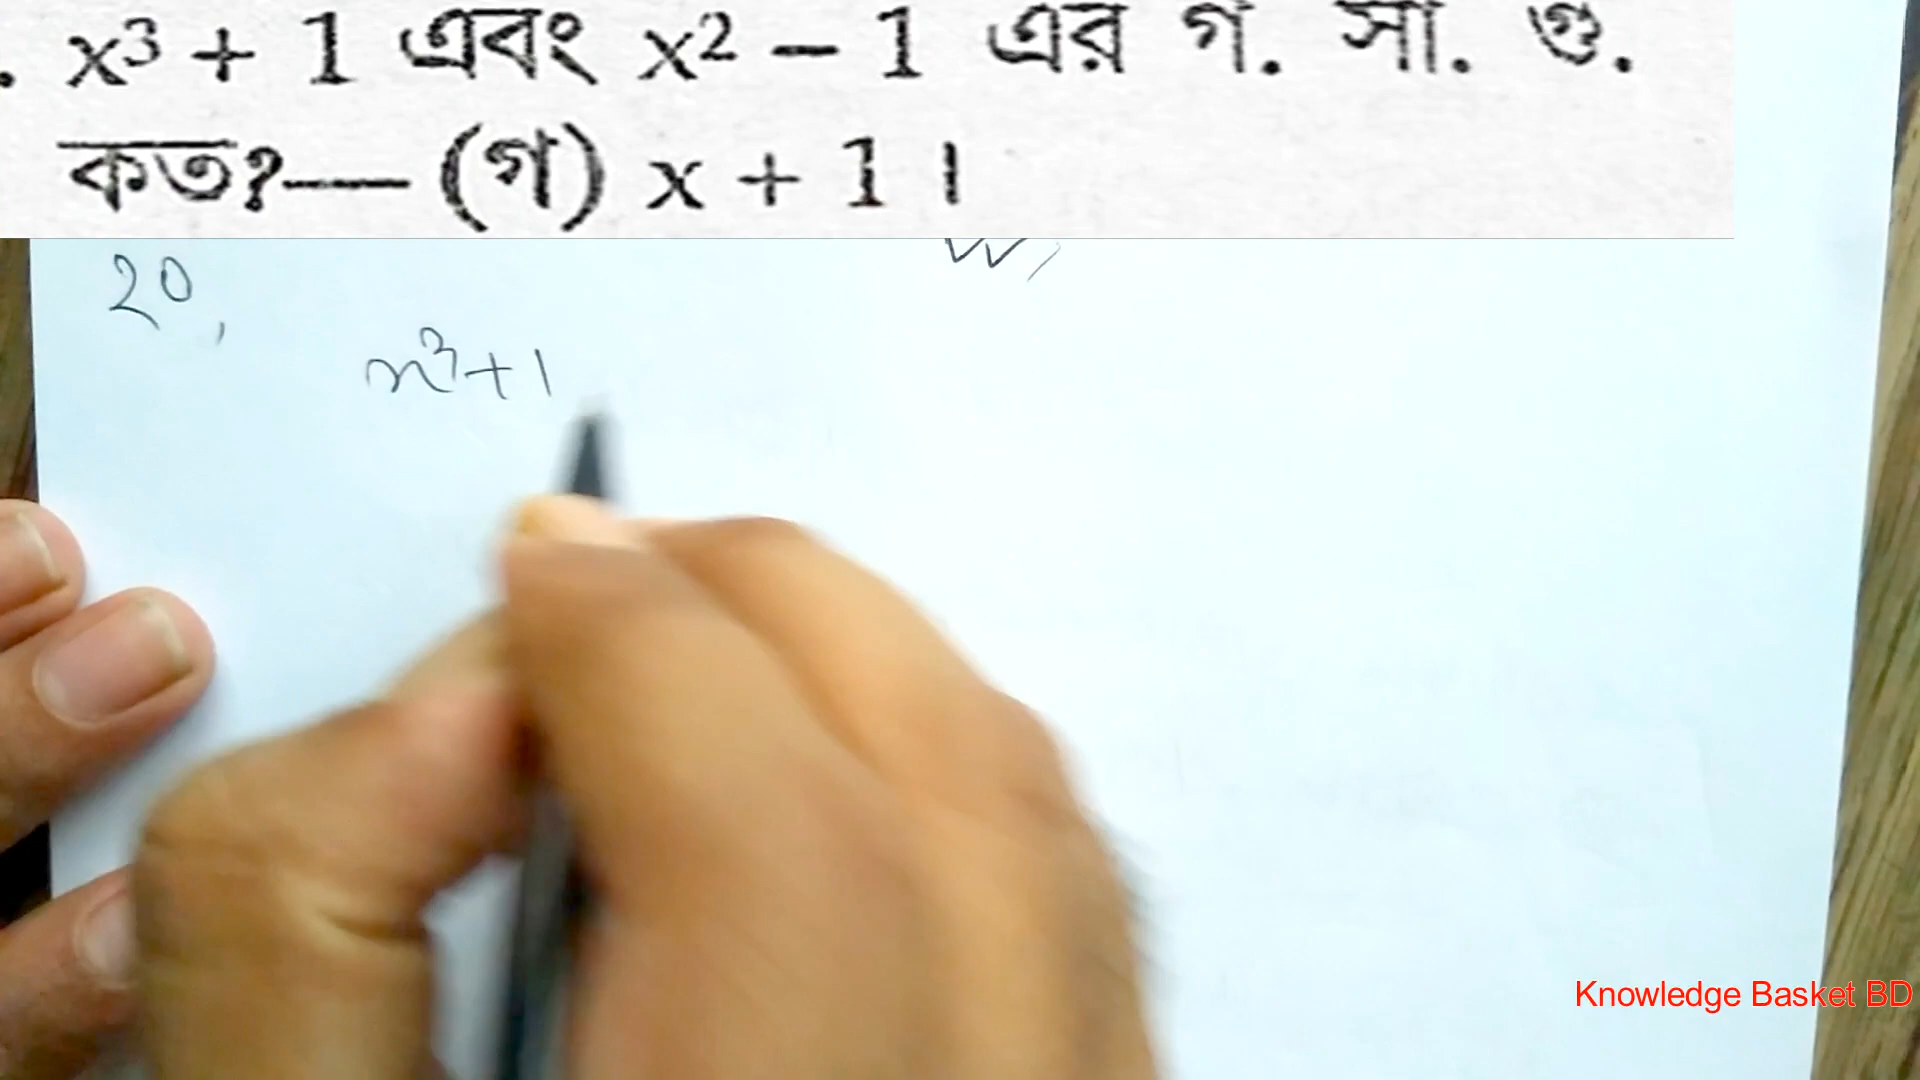 . x³ + 1 এবং x² – 1 এর গ. সা. গু.
কত?— (গ) x + 1 ।
20,
x³+1
Knowledge Basket BD